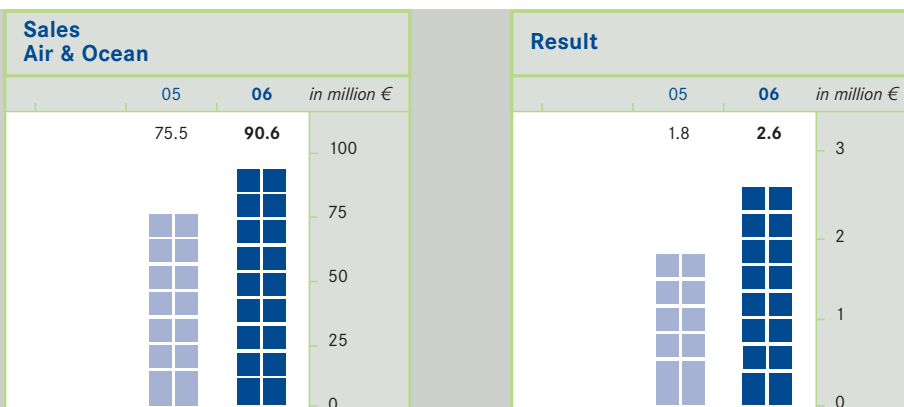 Sales
Air & Ocean
05 06 in million €
75.5 90.6
100
75
50
25
0
Result
05 06 in million €
1.8 2.6
3
2
1
0